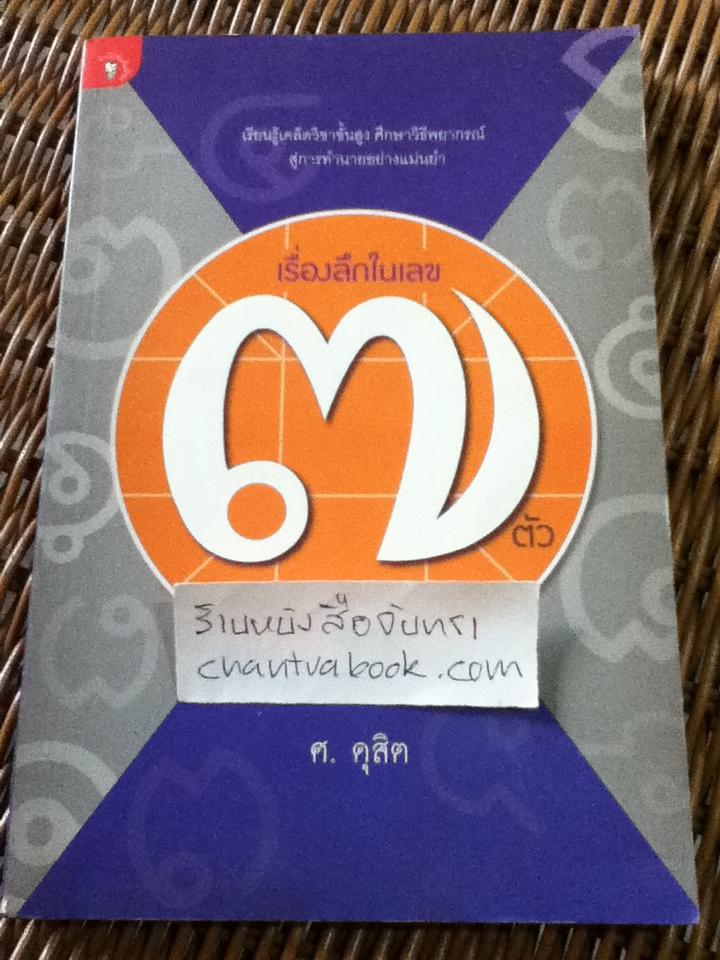 เรียนรู้เคล็ดวิชาชั้นสูง ศึกษาวิธีพยากรณ์
สู่การทำนายอย่างแม่นยำ
เรื่องลึกในเลข
๗
ตัว
ร้านหนังสือจันทรา
chantrabook.com
ศ. ดุสิต